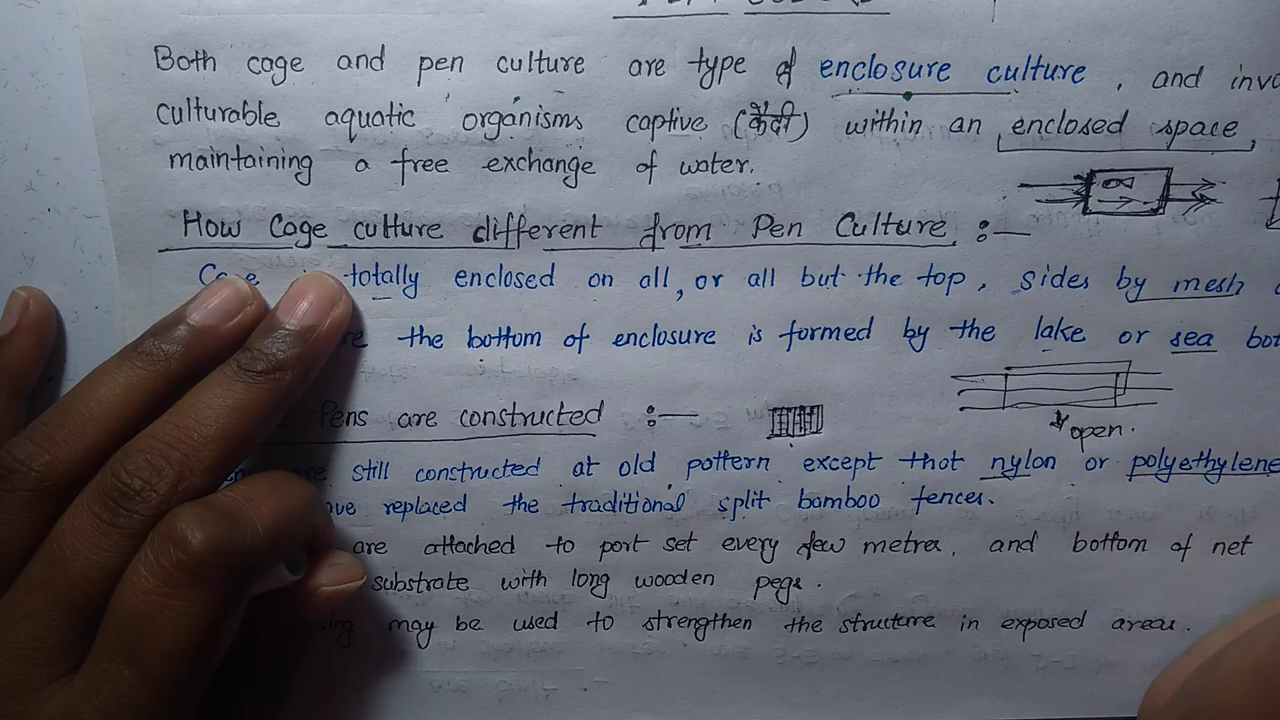 Both cage and pen culture are type of enclosure culture , and
culturable aquatic organisms captive (कैदी) within an enclosed space,
maintaining a free exchange of water.
How Cage culture different from Pen Culture :—
totally enclosed on all, or all but the top, sides by mesh
the bottom of enclosure is formed by the lake or sea
Pens are constructed :—
open.
still constructed at old pattern except that nylon or polyethylene
replaced the traditional split bamboo fences.
are attached to port set every few metres, and bottom of net
substrate with long wooden pegs.
may be used to strengthen the structure in exposed areas.